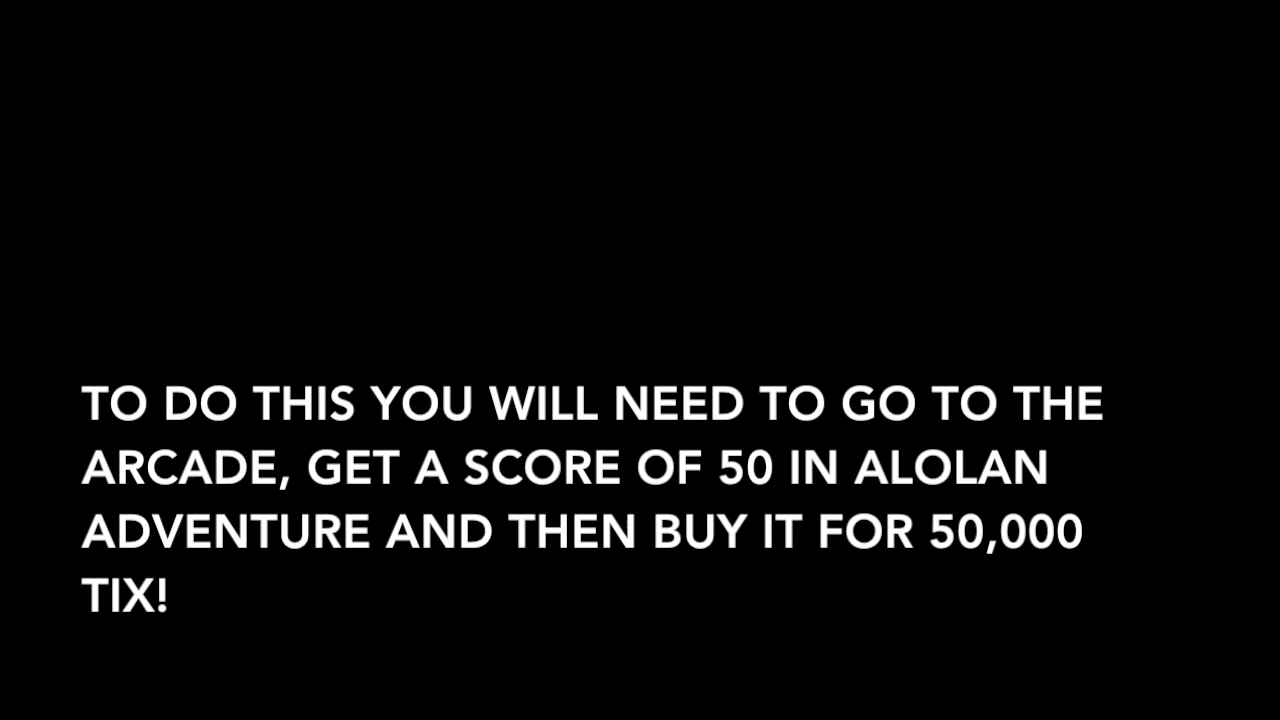 TO DO THIS YOU WILL NEED TO GO TO THE
ARCADE, GET A SCORE OF 50 IN ALOLAN
ADVENTURE AND THEN BUY IT FOR 50,000
TIX!